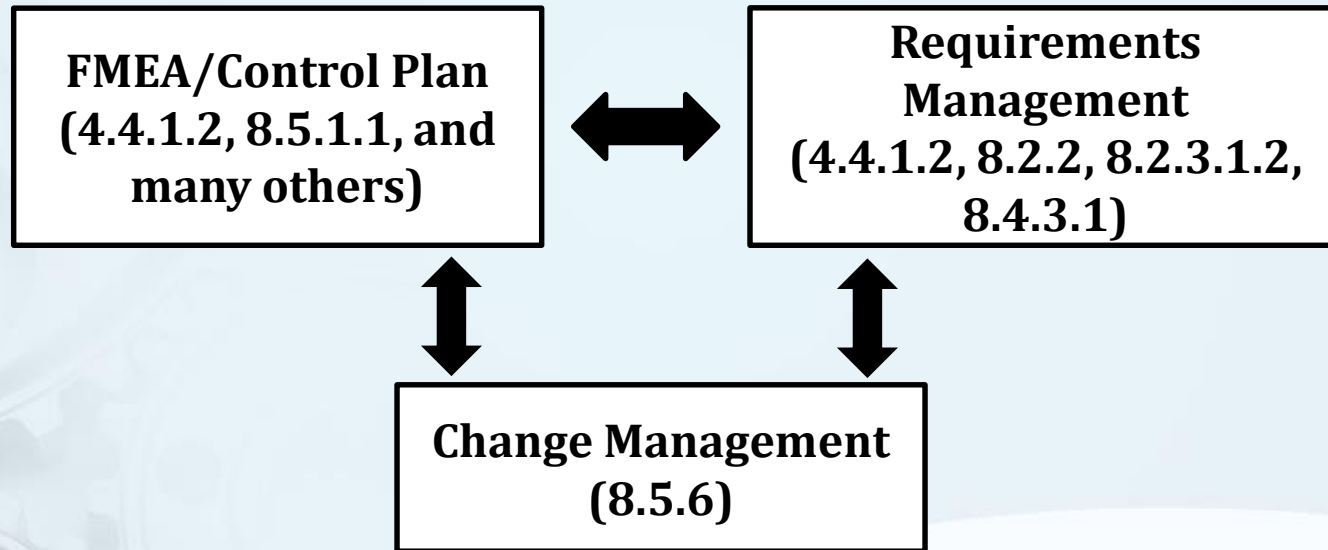 FMEA/Control Plan
(4.4.1.2, 8.5.1.1, and
many others)
Requirements
Management
(4.4.1.2, 8.2.2, 8.2.3.1.2,
8.4.3.1)
Change Management
(8.5.6)